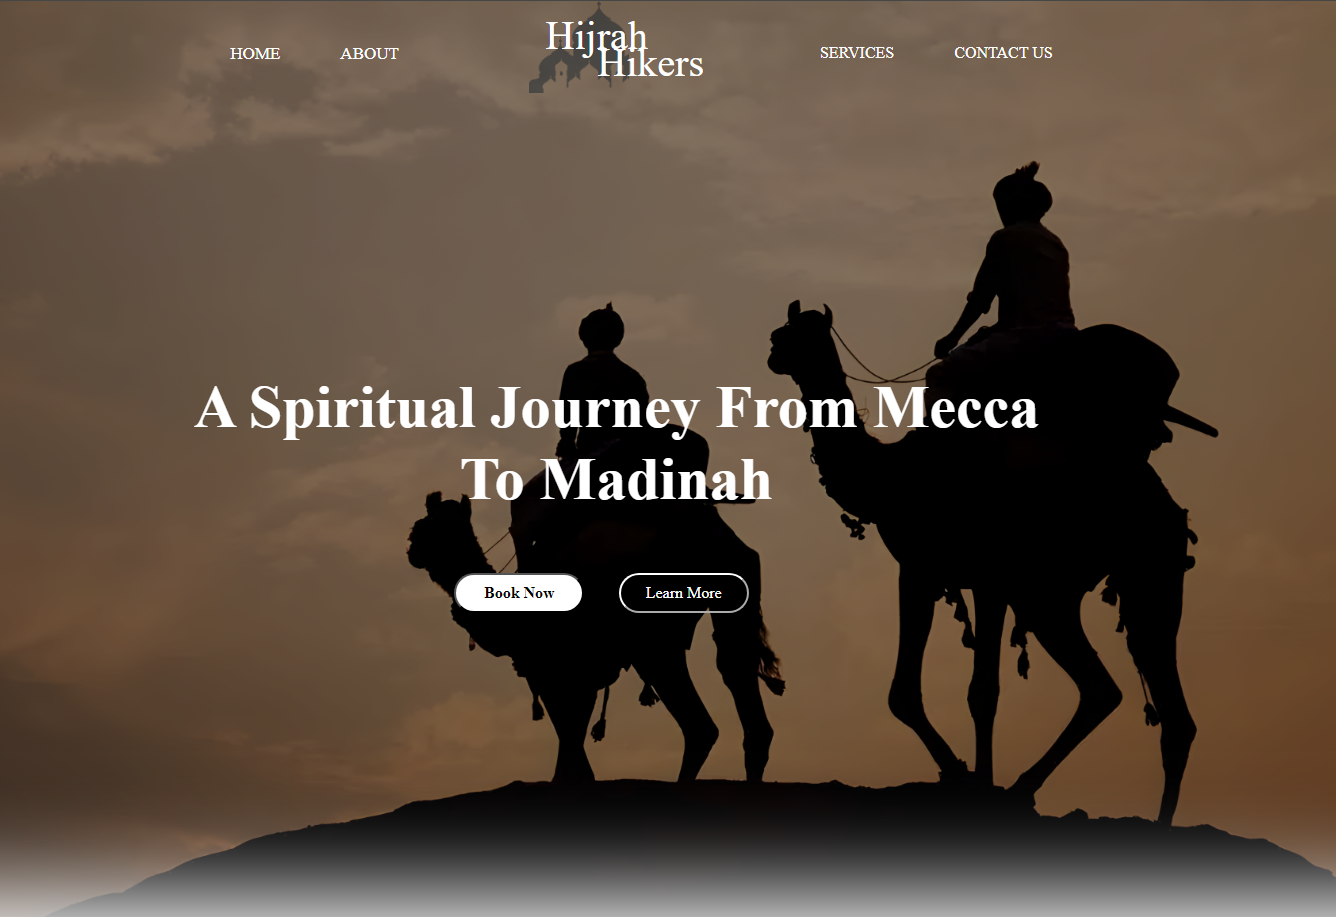 HOME
ABOUT
Hijrah
Hikers
SERVICES
CONTACT US
A Spiritual Journey From Mecca
To Madinah
Book Now
Learn More